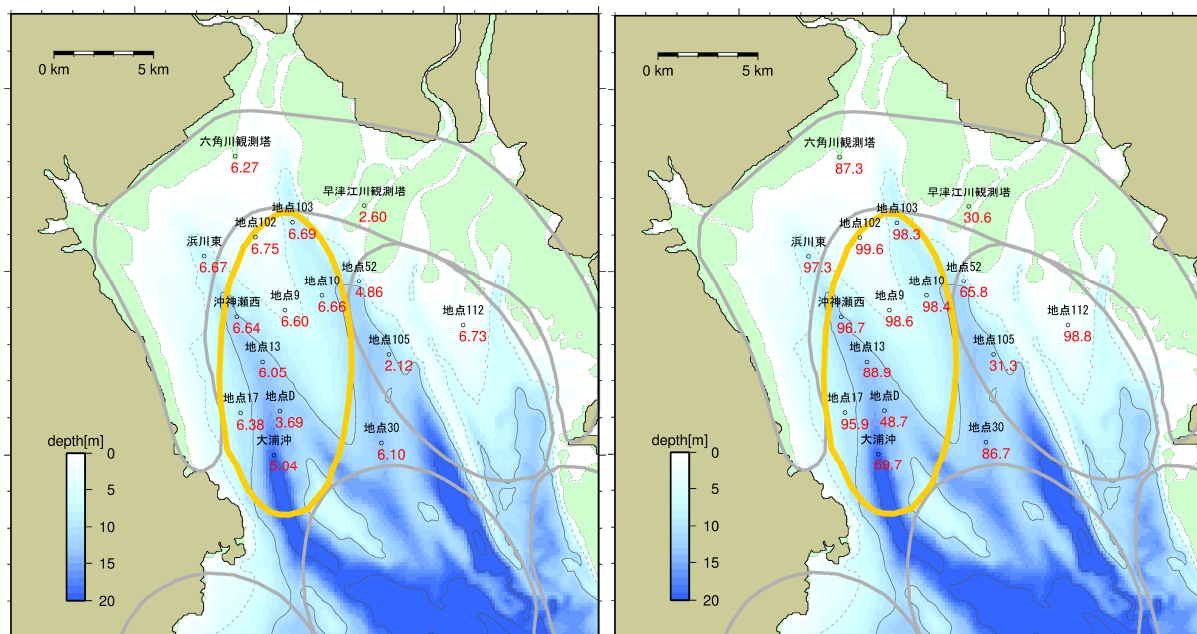 0 km 5 km
六角川観測塔
6.27
早津江川観測塔
2.60
地点103
6.69
地点102
6.75
浜川東
6.67
地点52
4.86
地点10
6.66
地点9
6.60
沖神瀬西
6.64
地点112
6.73
地点13
6.05
地点105
2.12
地点17
6.38
地点D
3.69
地点30
6.10
大浦沖
5.04
depth[m]
0
5
10
15
20
0 km 5 km
六角川観測塔
87.3
早津江川観測塔
30.6
地点103
98.3
地点102
99.6
浜川東
97.3
地点52
65.8
地点10
98.4
地点9
98.6
沖神瀬西
96.7
地点112
98.8
地点13
88.9
地点105
31.3
地点17
95.9
地点D
48.7
地点30
86.7
大浦沖
69.7
depth[m]
0
5
10
15
20